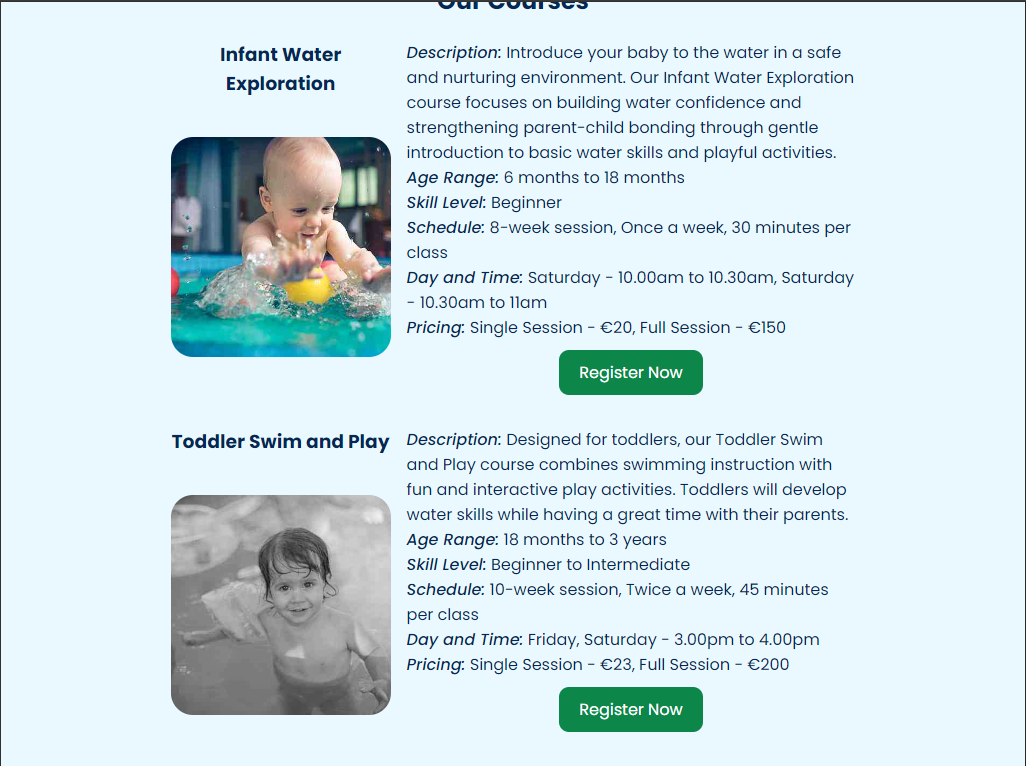 Our Courses
Infant Water
Exploration
Description: Introduce your baby to the water in a safe
and nurturing environment. Our Infant Water Exploration
course focuses on building water confidence and
strengthening parent-child bonding through gentle
introduction to basic water skills and playful activities.
Age Range: 6 months to 18 months
Skill Level: Beginner
Schedule: 8-week session, Once a week, 30 minutes per
class
Day and Time: Saturday - 10.00am to 10.30am, Saturday
- 10.30am to 11am
Pricing: Single Session - €20, Full Session - €150
Register Now
Toddler Swim and Play
Description: Designed for toddlers, our Toddler Swim
and Play course combines swimming instruction with
fun and interactive play activities. Toddlers will develop
water skills while having a great time with their parents.
Age Range: 18 months to 3 years
Skill Level: Beginner to Intermediate
Schedule: 10-week session, Twice a week, 45 minutes
per class
Day and Time: Friday, Saturday - 3.00pm to 4.00pm
Pricing: Single Session - €23, Full Session - €200
Register Now